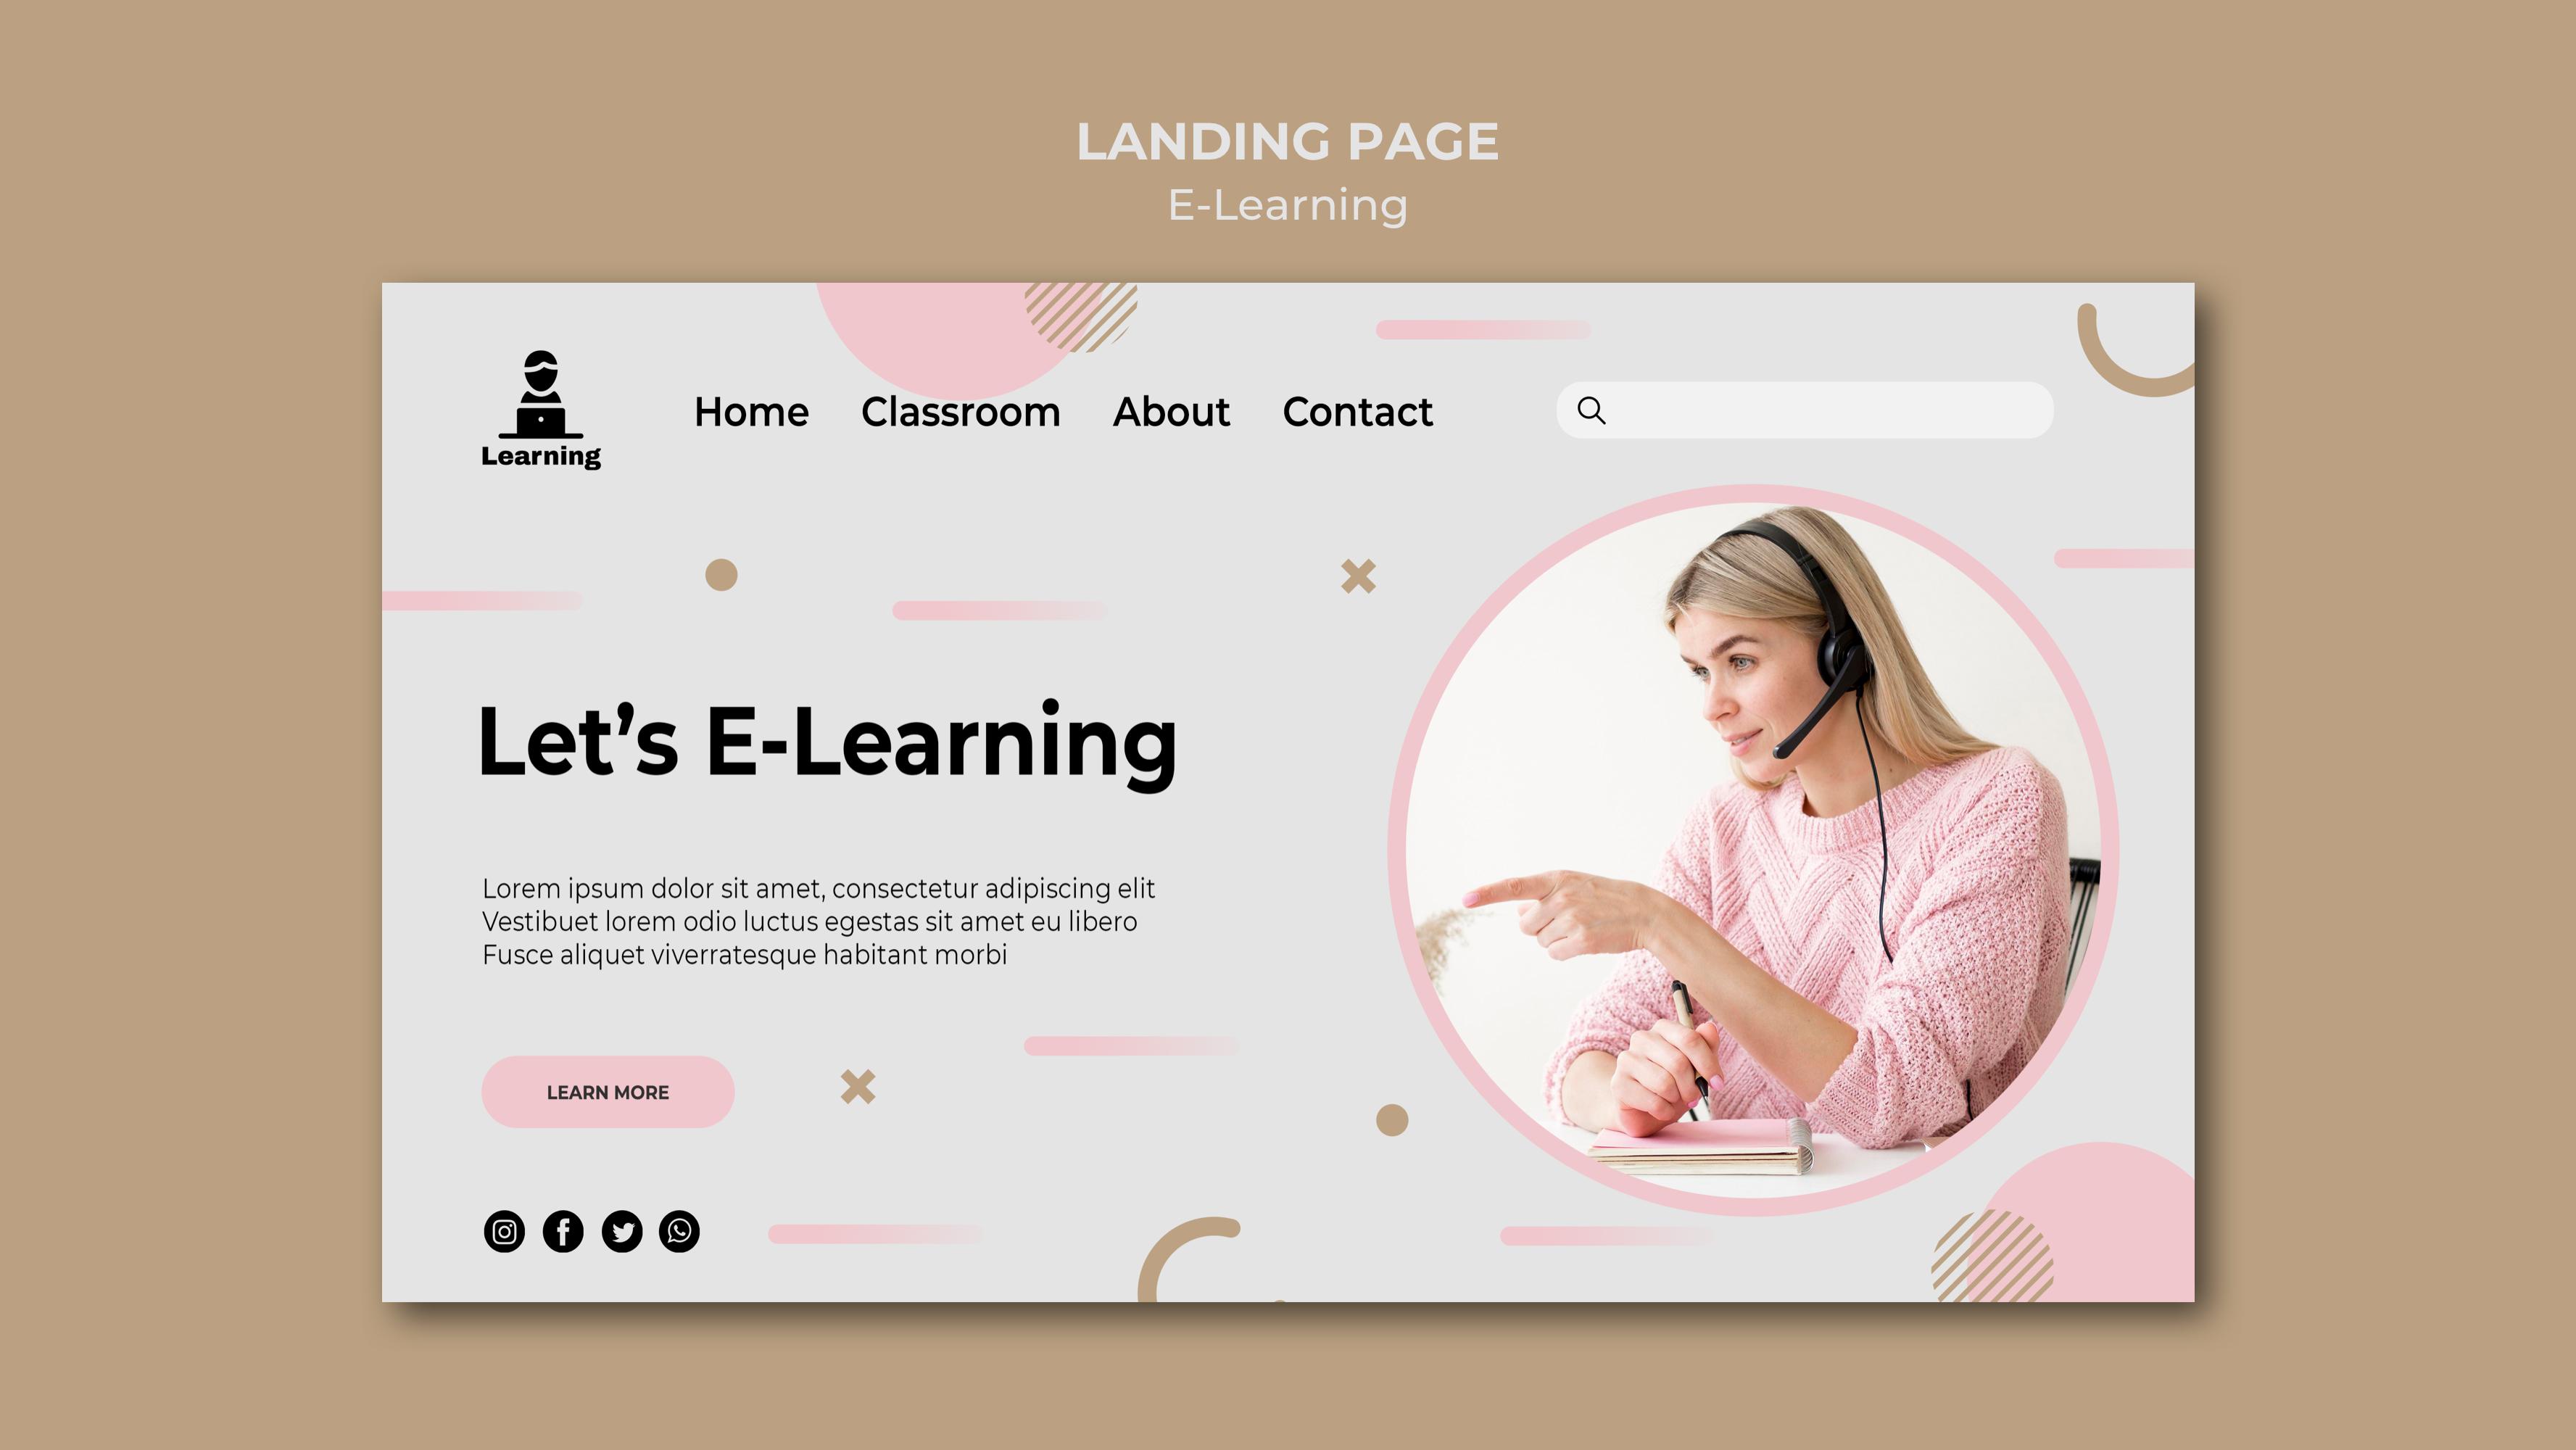 LANDING PAGE
E-Learning
Learning
Home Classroom About Contact
Let's E-Learning
Lorem ipsum dolor sit amet, consectetur adipiscing elit
Vestibuet lorem odio luctus egestas sit amet eu libero
Fusce aliquet viverratesque habitant morbi
LEARN MORE